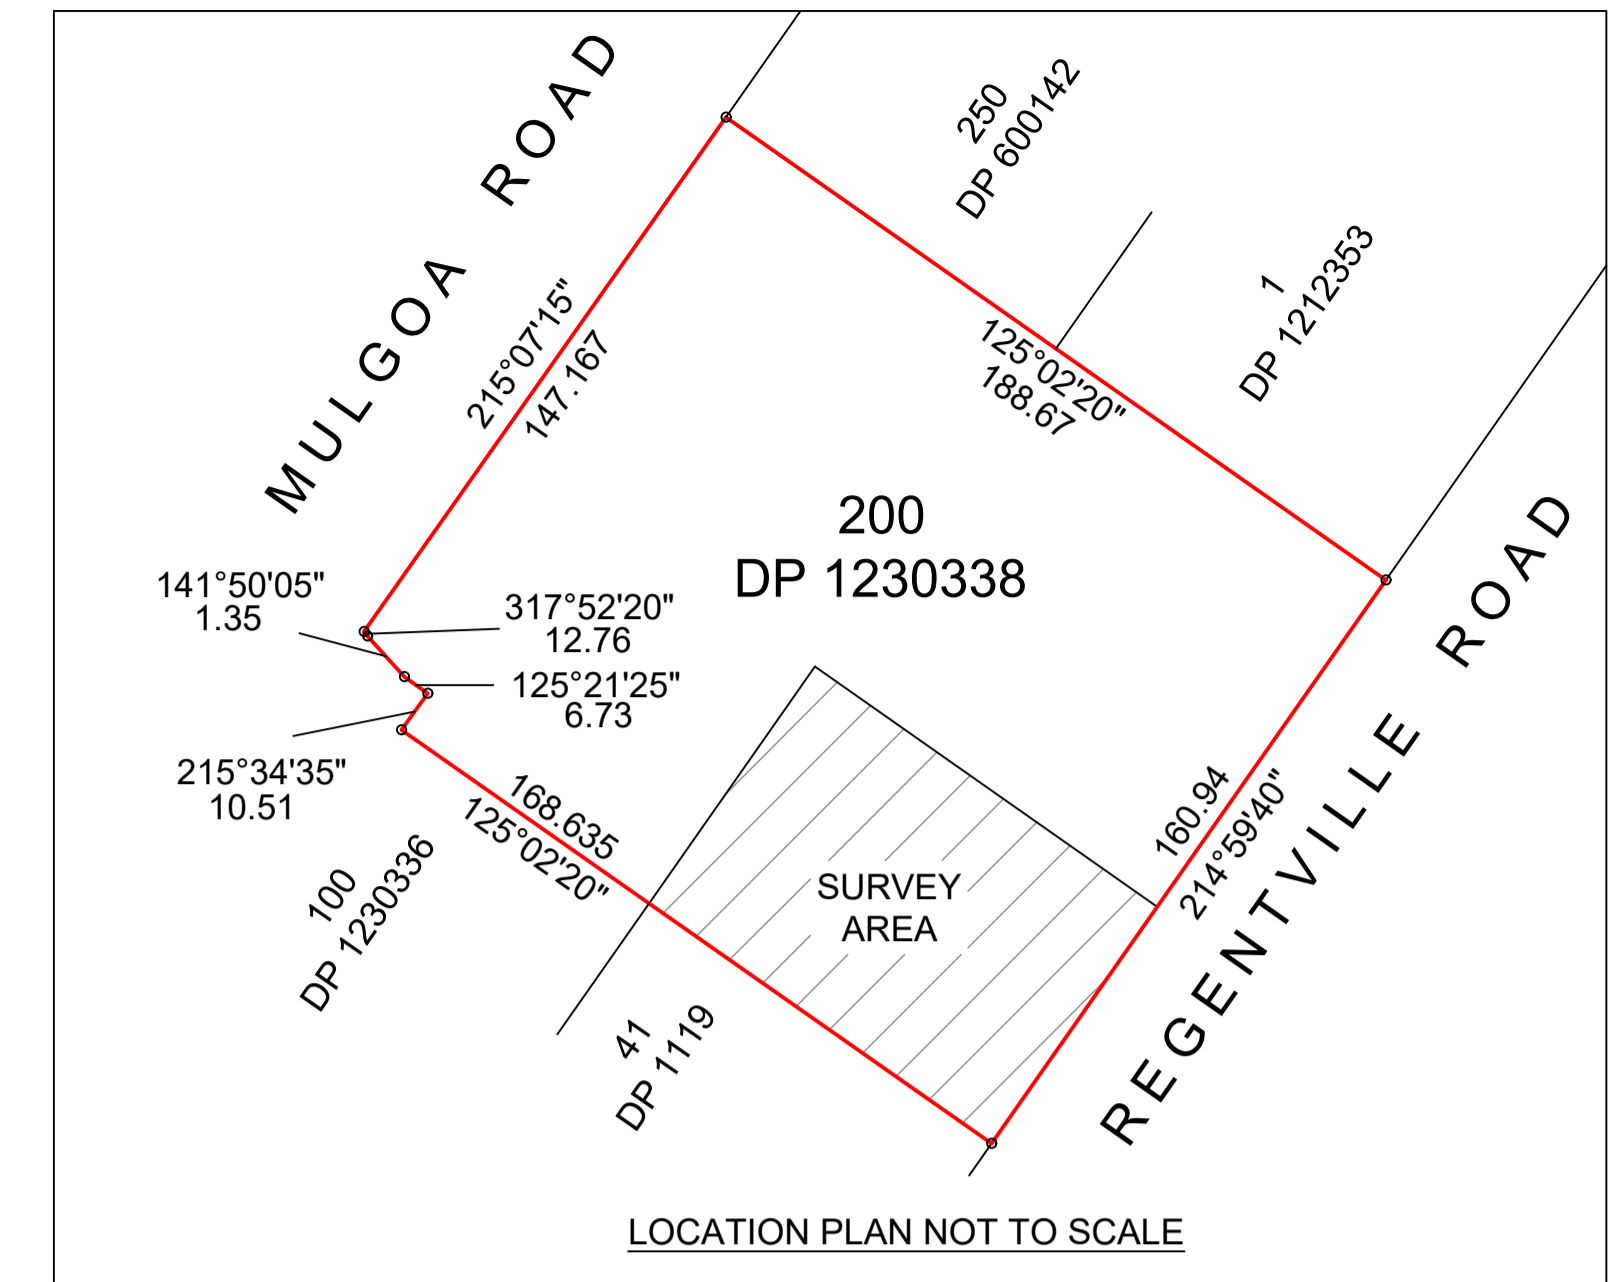 MULGOA ROAD
250
DP 600142
1
DP 1212353
215°07'15"
147.167
125°02'20"
188.67
200
DP 1230338
141°50'05"
1.35
317°52'20"
12.76
125°21'25"
6.73
215°34'35"
10.51
168.635
125°02'20"
160.94
214°59'40"
REGENTVILLE ROAD
SURVEY
AREA
100
DP 1230336
41
DP 1119
LOCATION PLAN NOT TO SCALE